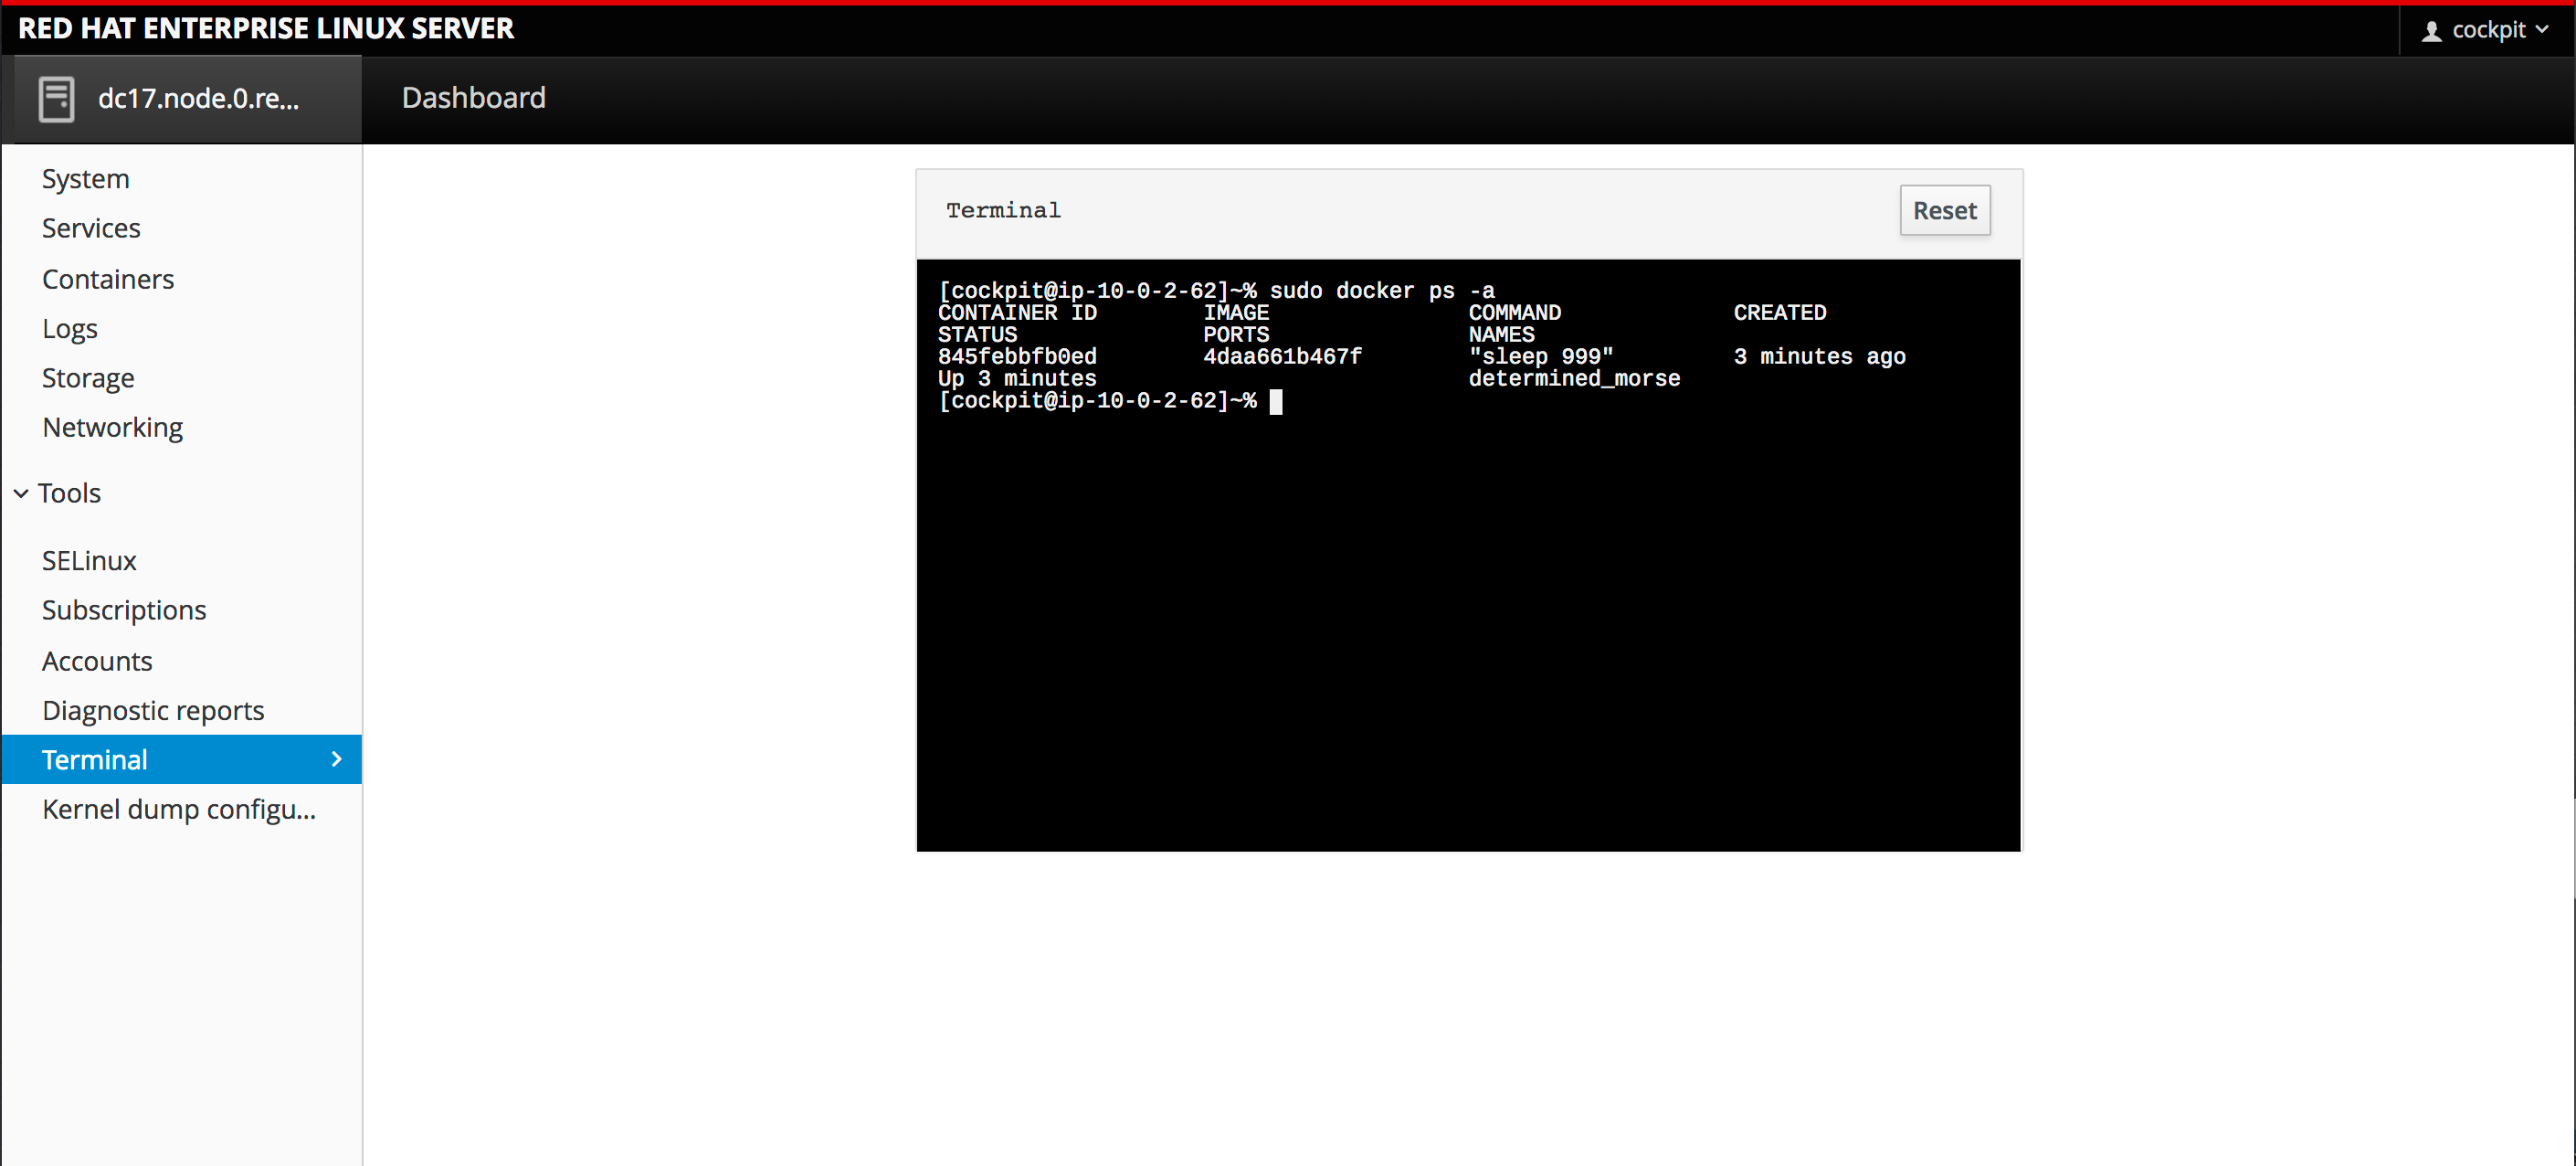 RED HAT ENTERPRISE LINUX SERVER
cockpit
dc17.node.0.re...
Dashboard
System
Services
Containers
Logs
Storage
Networking
Tools
SELinux
Subscriptions
Accounts
Diagnostic reports
Terminal
Kernel dump configu...
Terminal
Reset
[cockpit@ip-10-0-2-62]~% sudo docker ps -a
CONTAINER ID IMAGE COMMAND CREATED
STATUS PORTS NAMES
845febbfb0ed 4daa661b467f "sleep 999" 3 minutes ago
Up 3 minutes determined_morse
[cockpit@ip-10-0-2-62]~%